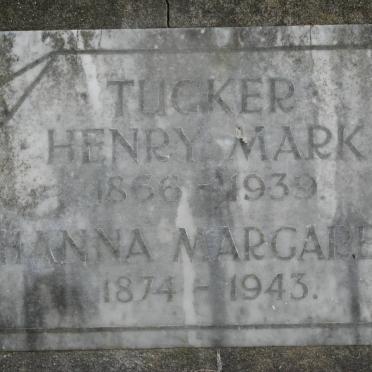 TUCKER
HENRY MARK
1866 - 1939.
HANNA MARGARE
1874 - 1943.